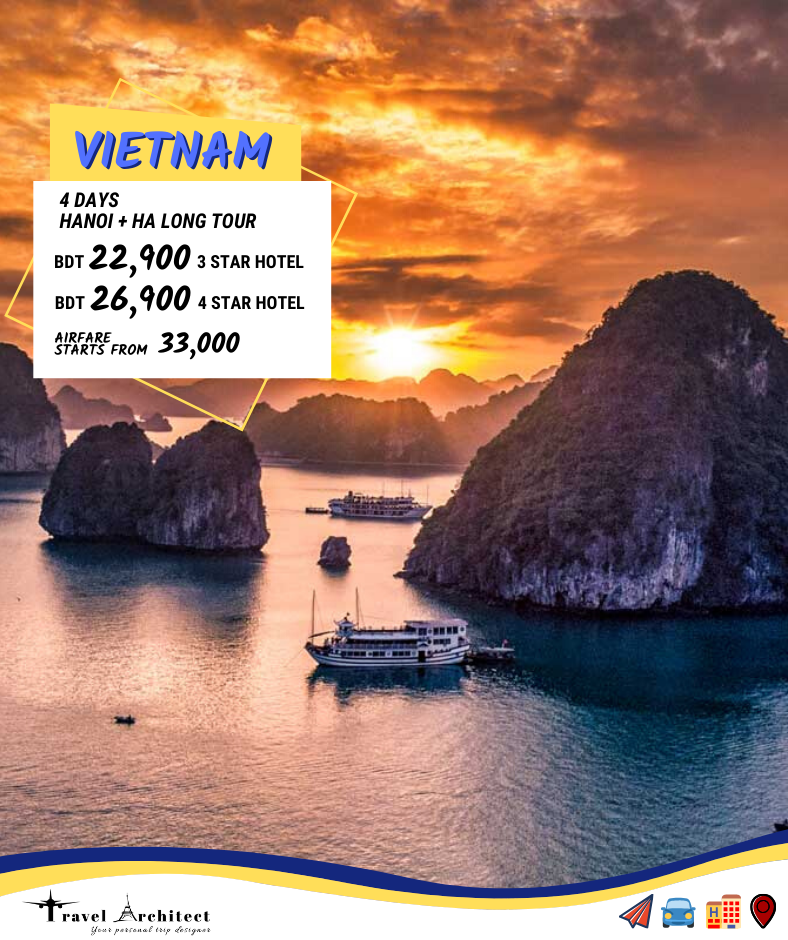 VIETNAM
4 DAYS
HANOI + HA LONG TOUR
BDT 22,900 3 STAR HOTEL
BDT 26,900 4 STAR HOTEL
AIRFARE
STARTS FROM 33,000
Travel Architect
Your personal trip designer
H